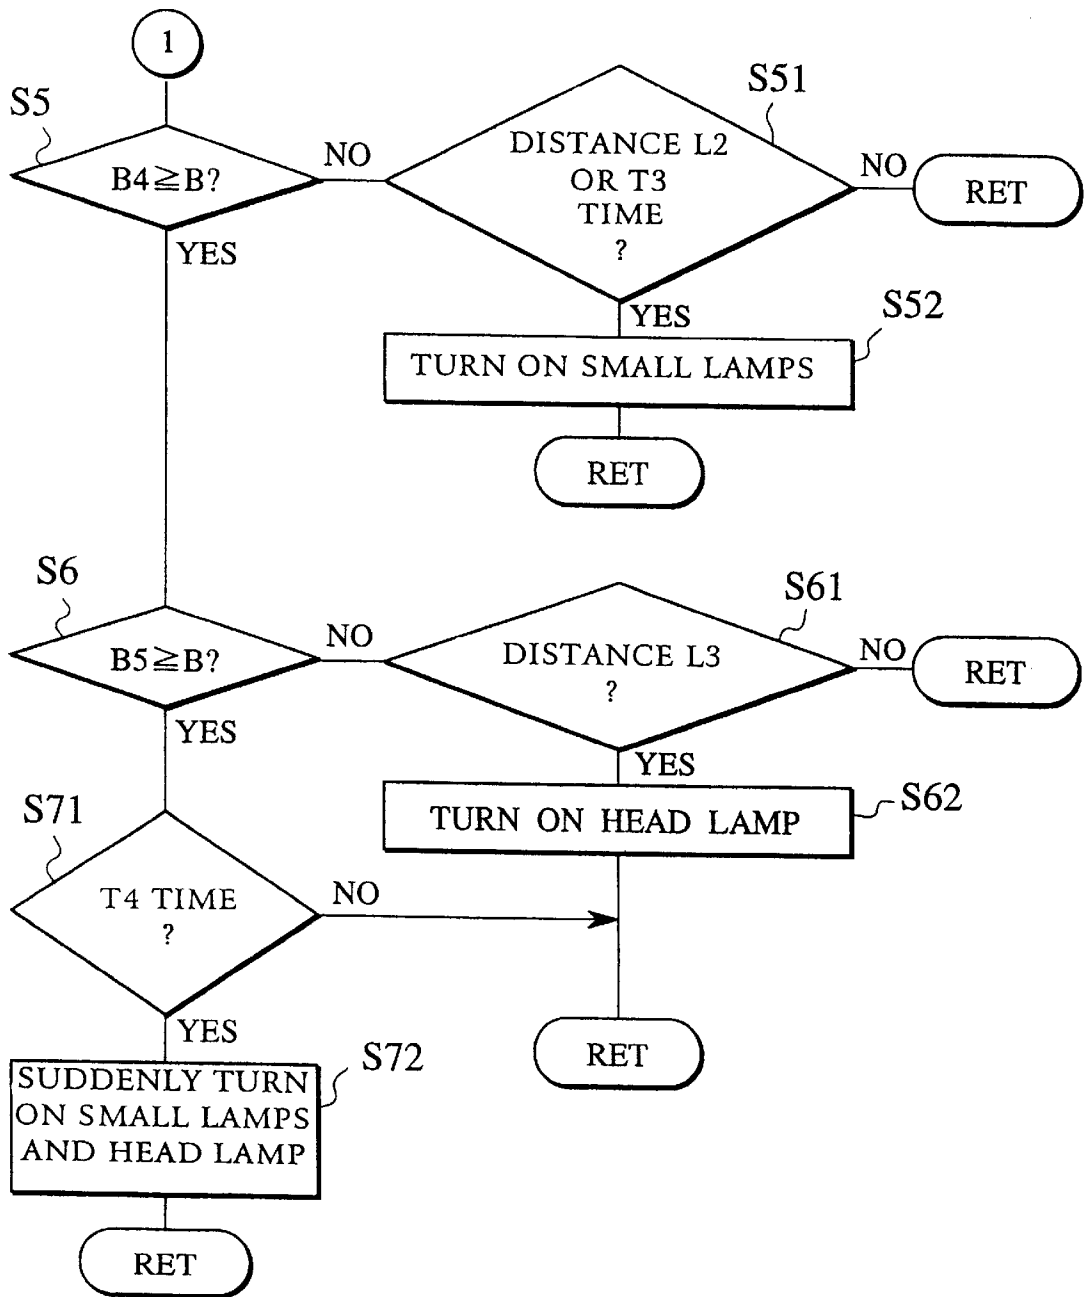 1
S5
B4≧B?
NO
YES
S51
DISTANCE L2
OR T3
TIME
?
NO
RET
YES
S52
TURN ON SMALL LAMPS
RET
S6
B5≧B?
NO
YES
S61
DISTANCE L3
?
NO
RET
YES
S62
TURN ON HEAD LAMP
S71
T4 TIME
?
NO
YES
RET
S72
SUDDENLY TURN
ON SMALL LAMPS
AND HEAD LAMP
RET